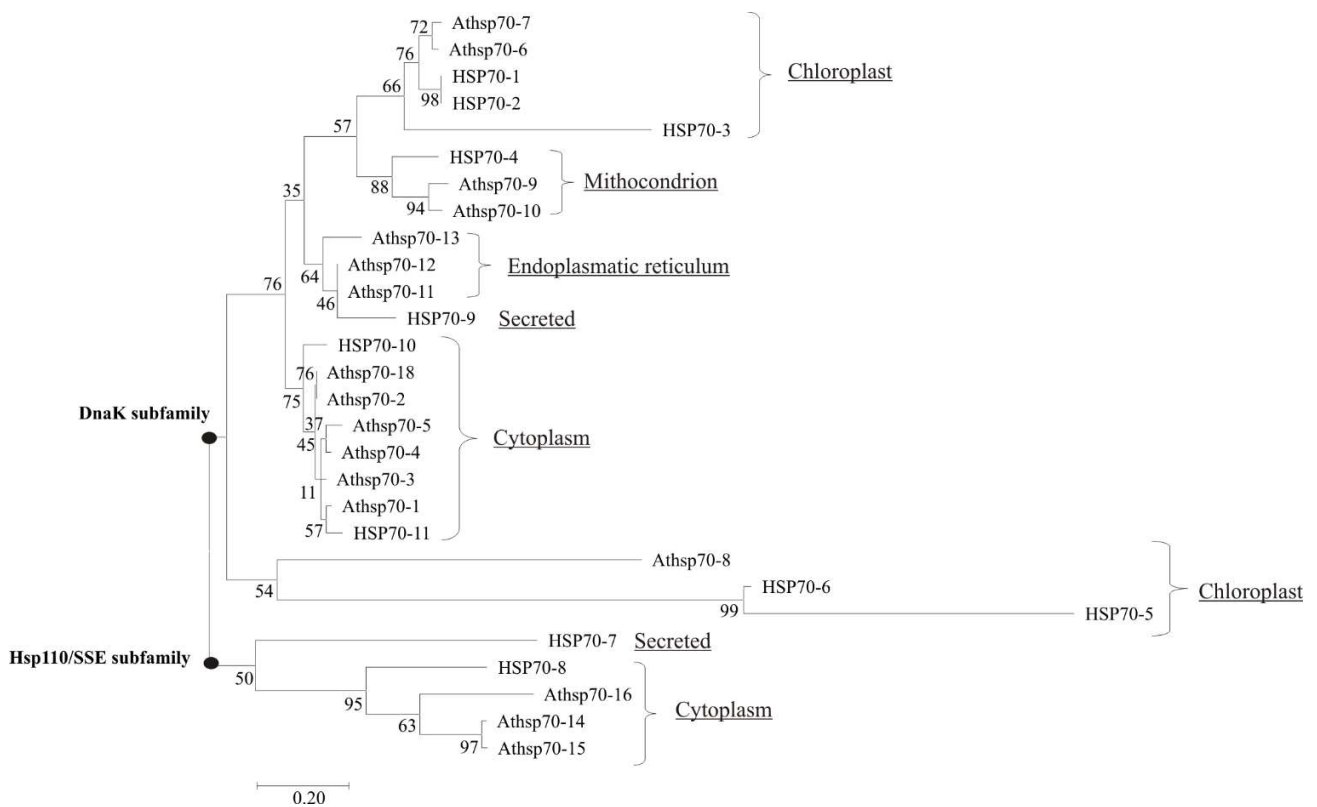 72
Athsp70-7
Athsp70-6
76
HSP70-1
Chloroplast
66
98
HSP70-2
57
HSP70-3
HSP70-4
88
Athsp70-9
Mithocondrion
35
94
Athsp70-10
Athsp70-13
64
Athsp70-12
Endoplasmatic reticulum
76
Athsp70-11
46
HSP70-9
Secreted
HSP70-10
76
Athsp70-18
75
Athsp70-2
DnaK subfamily
37
Athsp70-5
45
Athsp70-4
Cytoplasm
Athsp70-3
11
Athsp70-1
57
HSP70-11
Athsp70-8
54
HSP70-6
Chloroplast
99
HSP70-5
HSP70-7
Secreted
Hsp110/SSE subfamily
50
HSP70-8
95
Athsp70-16
Cytoplasm
63
Athsp70-14
97
Athsp70-15
0.20